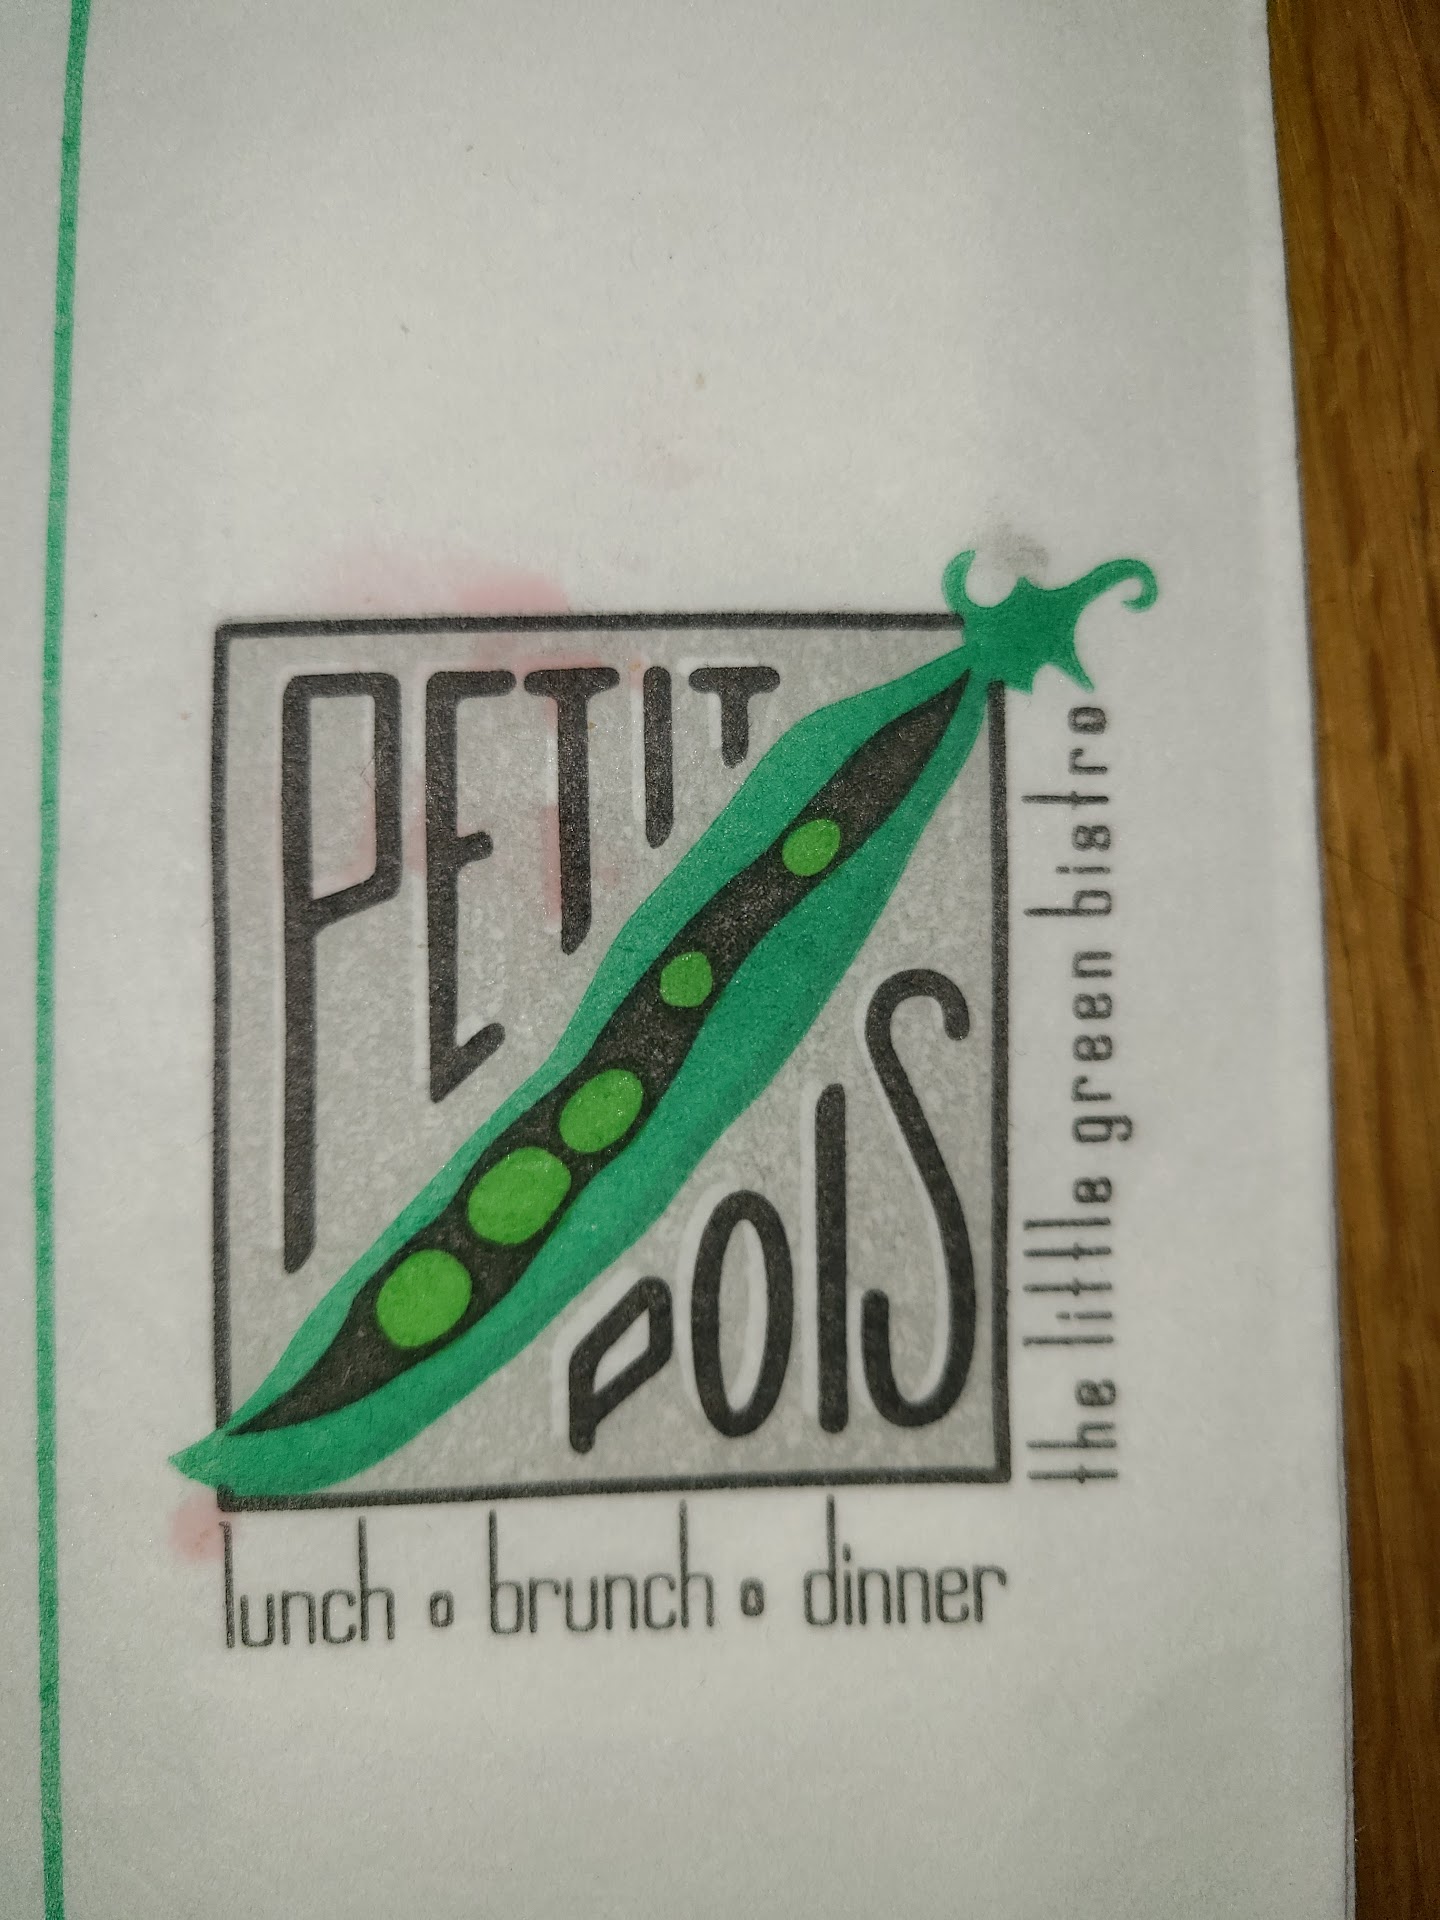 PETIT
POIS
the little green bistro
lunch o brunch o dinner